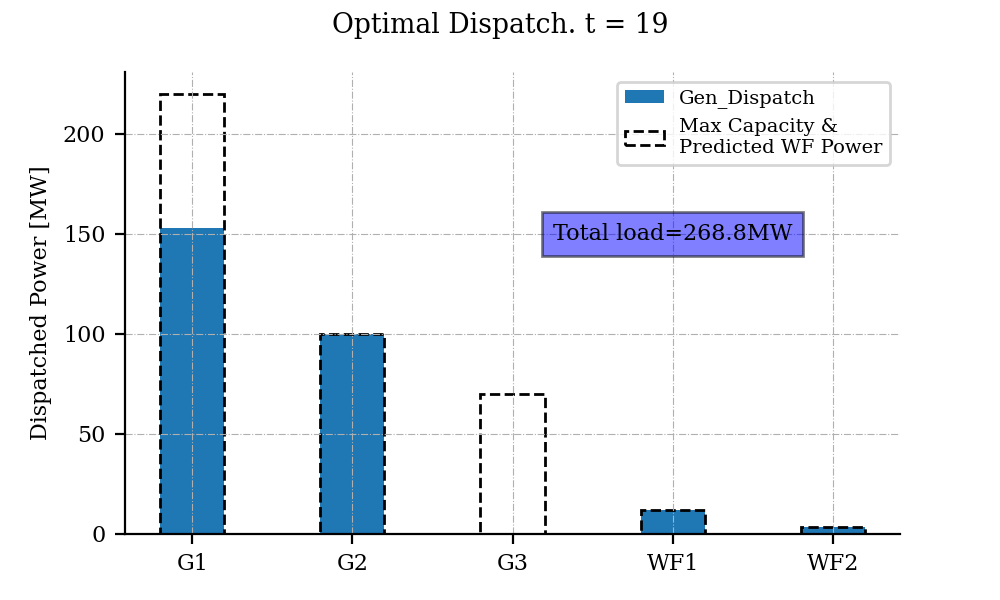 Optimal Dispatch. t = 19
Gen_Dispatch
Max Capacity &
Predicted WF Power
Total load=268.8MW
Dispatched Power [MW]
200
150
100
50
0
G1
G2
G3
WF1
WF2